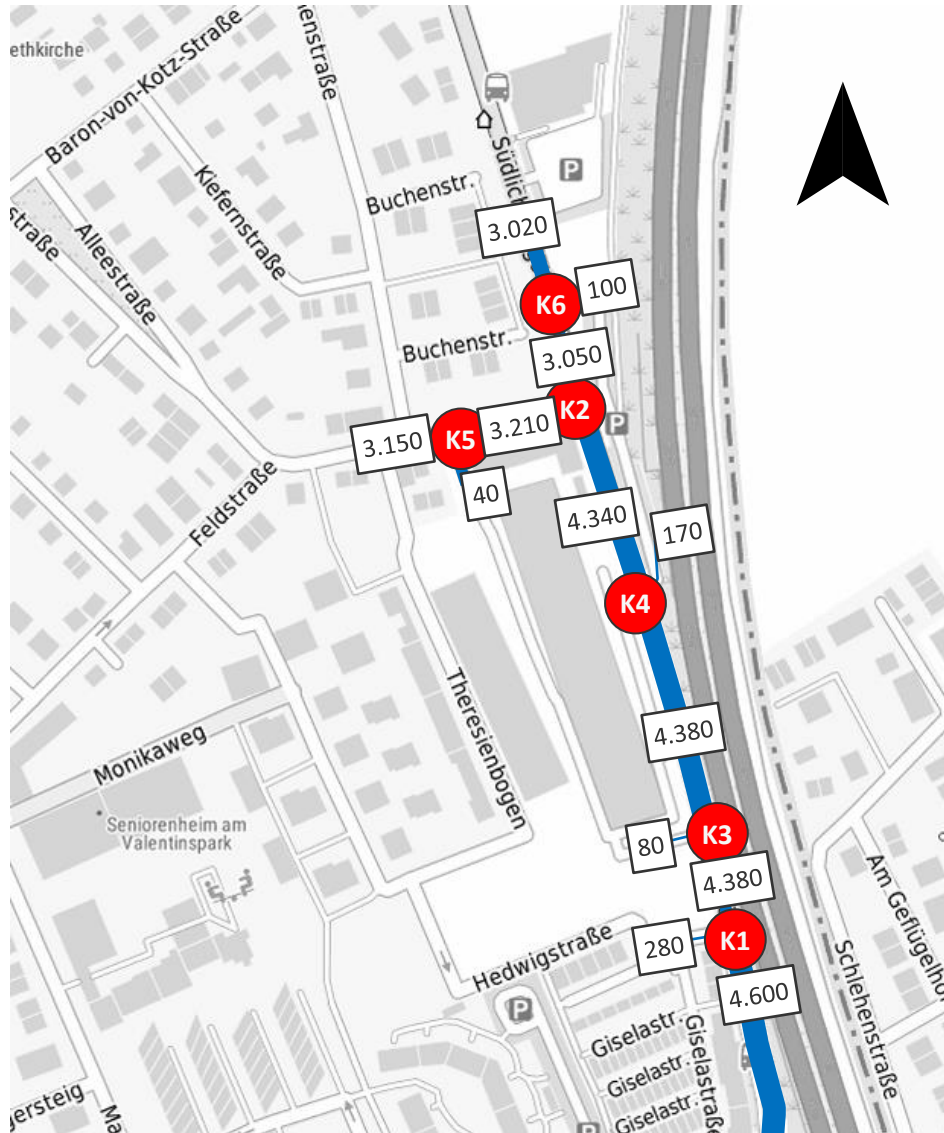 ethkirche
Baron-von-Kotz-Straße
enstraße
Südlich
P
Kiefernstraße
Buchenstr.
straße
Alleestraße
3.020
K6
100
Buchenstr.
3.050
K2
P
3.150
K5
3.210
40
Feldstraße
4.340
170
K4
Theresienbogen
4.380
Monikaweg
Seniorenheim am
Valentinspark
K3
80
4.380
Am Geflügelho
K1
280
Hedwigstraße
4.600
Schlehenstraße
P
Giselastr.
Giselastraße
Giselastr.
Giselastr.
gersteig
Ma
P